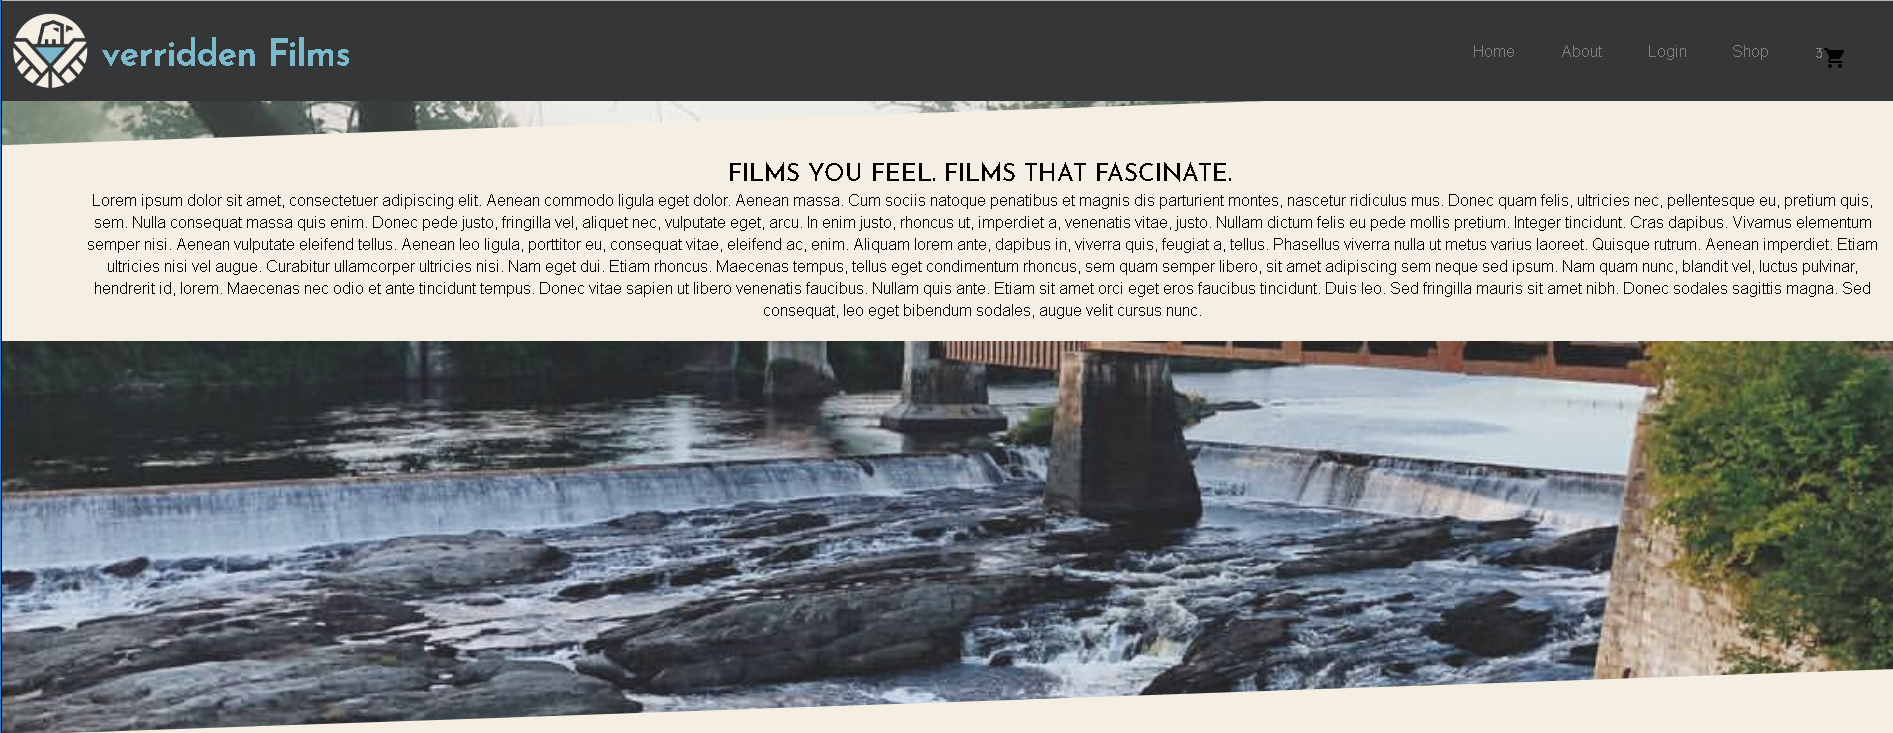 verridden Films
Home About Login Shop 3
FILMS YOU FEEL. FILMS THAT FASCINATE.
Lorem ipsum dolor sit amet, consectetuer adipiscing elit. Aenean commodo ligula eget dolor. Aenean massa. Cum sociis natoque penatibus et magnis dis parturient montes, nascetur ridiculus mus. Donec quam felis, ultricies nec, pellentesque eu, pretium quis,
sem. Nulla consequat massa quis enim. Donec pede justo, fringilla vel, aliquet nec, vulputate eget, arcu. In enim justo, rhoncus ut, imperdiet a, venenatis vitae, justo. Nullam dictum felis eu pede mollis pretium. Integer tincidunt. Cras dapibus. Vivamus elementum
semper nisi. Aenean vulputate eleifend tellus. Aenean leo ligula, porttitor eu, consequat vitae, eleifend ac, enim. Aliquam lorem ante, dapibus in, viverra quis, feugiat a, tellus. Phasellus viverra nulla ut metus varius laoreet. Quisque rutrum. Aenean imperdiet. Etiam
ultricies nisi vel augue. Curabitur ullamcorper ultricies nisi. Nam eget dui. Etiam rhoncus. Maecenas tempus, tellus eget condimentum rhoncus, sem quam semper libero, sit amet adipiscing sem neque sed ipsum. Nam quam nunc, blandit vel, luctus pulvinar,
hendrerit id, lorem. Maecenas nec odio et ante tincidunt tempus. Donec vitae sapien ut libero venenatis faucibus. Nullam quis ante. Etiam sit amet orci eget eros faucibus tincidunt. Duis leo. Sed fringilla mauris sit amet nibh. Donec sodales sagittis magna. Sed
consequat, leo eget bibendum sodales, augue velit cursus nunc.